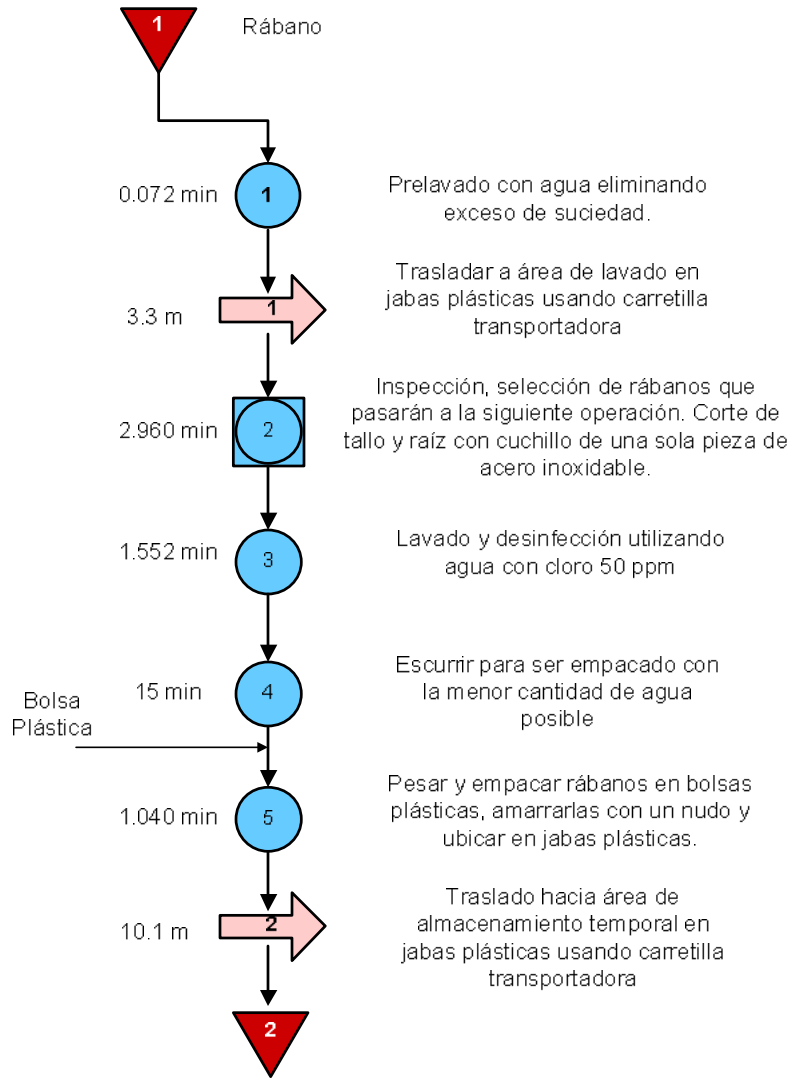 1
Rábano
0.072 min
1
Prelavado con agua eliminando
exceso de suciedad.
3.3 m
1
Trasladar a área de lavado en
jabas plásticas usando carretilla
transportadora
2.960 min
2
Inspección, selección de rábanos que
pasarán a la siguiente operación. Corte de
tallo y raíz con cuchillo de una sola pieza de
acero inoxidable.
1.552 min
3
Lavado y desinfección utilizando
agua con cloro 50 ppm
15 min
4
Escurrir para ser empacado con
la menor cantidad de agua
posible
Bolsa
Plástica
1.040 min
5
Pesar y empacar rábanos en bolsas
plásticas, amarrarlas con un nudo y
ubicar en jabas plásticas.
10.1 m
2
Traslado hacia área de
almacenamiento temporal en
jabas plásticas usando carretilla
transportadora
2